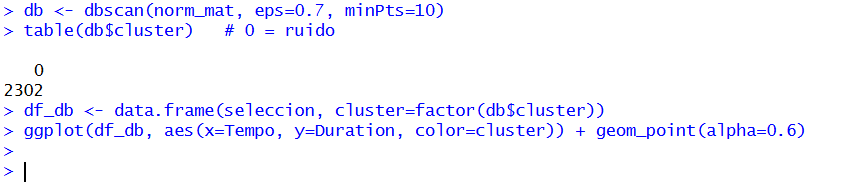 > db <- dbscan(norm_mat, eps=0.7, minPts=10)
> table(db$cluster)   # 0 = ruido
0
2302
> df_db <- data.frame(seleccion, cluster=factor(db$cluster))
> ggplot(df_db, aes(x=Tempo, y=Duration, color=cluster)) + geom_point(alpha=0.6)
>
>